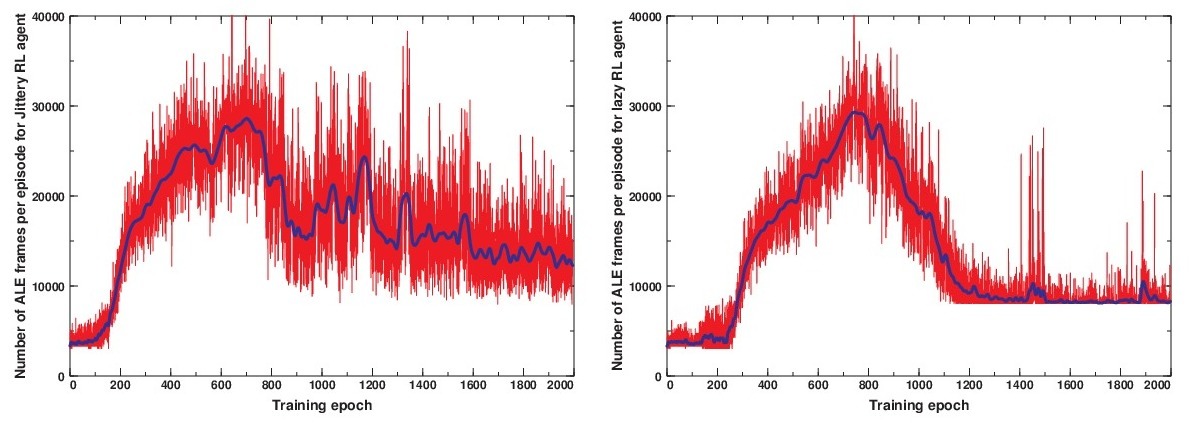 Number of ALE frames per episode for Jittery RL agent
40000
30000
20000
10000
0
0 200 400 600 800 1000 1200 1400 1600 1800 2000
Training epoch
Number of ALE frames per episode for lazy RL agent
40000
30000
20000
10000
0
0 200 400 600 800 1000 1200 1400 1600 1800 2000
Training epoch